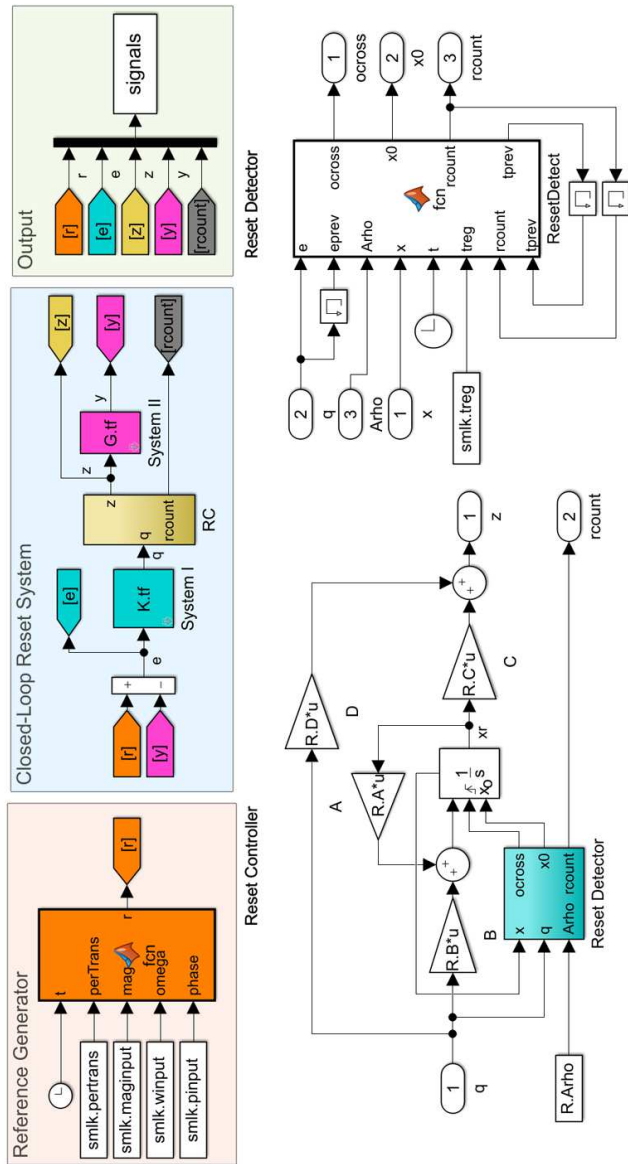 Reference Generator
t
smlk.pertrans
perTrans
smlk.maginput
mag
fcn
smlk.winput
omega
smlk.pinput
phase
r
[r]
Closed-Loop Reset System
[r]
[y]
+
−
e
[e]
K.tf
System I
q
q
z
rcount
RC
z
G.tf
System II
y
[z]
[y]
[rcount]
Output
[r]
[e]
[z]
[y]
[rcount]
r
e
z
y
signals
Reset Controller
1
q
R.D*u
D
R.A*u
A
R.B*u
B
+
+
1
s
xo
xr
R.C*u
C
+
+
1
z
R.Arho
x
q
Arho
ocross
x0
rcount
Reset Detector
2
rcount
Reset Detector
2
q
3
Arho
1
x
smlk.treg
e
eprev
Arho
x
t
treg
rcount
tprev
fcn
ocross
x0
rcount
tprev
ResetDetect
1
ocross
2
x0
3
rcount